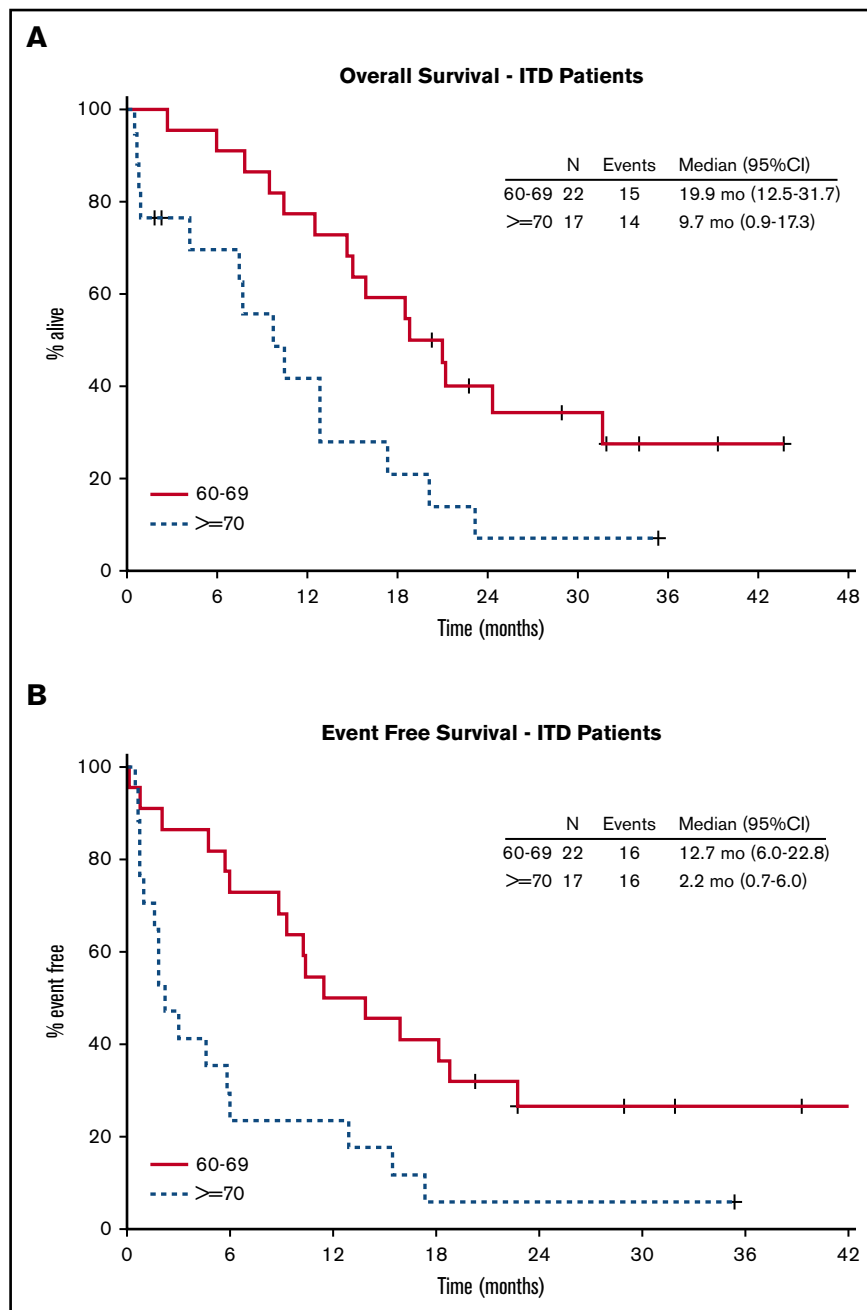 A
Overall Survival - ITD Patients
100
80
60
40
20
0
% alive
N Events Median (95%CI)
60-69 22 15 19.9 mo (12.5-31.7)
>=70 17 14 9.7 mo (0.9-17.3)
60-69
>=70
0 6 12 18 24 30 36 42 48
Time (months)
B
Event Free Survival - ITD Patients
100
80
60
40
20
0
% event free
N Events Median (95%CI)
60-69 22 16 12.7 mo (6.0-22.8)
>=70 17 16 2.2 mo (0.7-6.0)
60-69
>=70
0 6 12 18 24 30 36 42
Time (months)